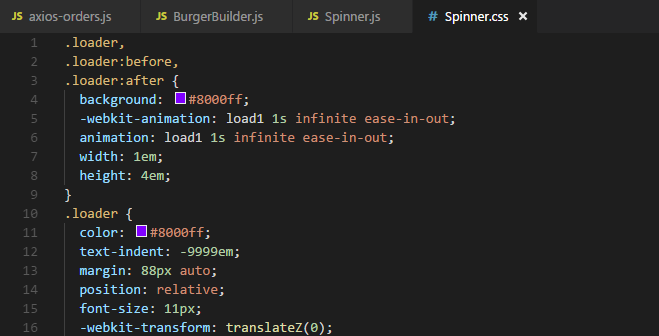 JS axios-orders.js JS BurgerBuilder.js JS Spinner.js # Spinner.css ×
1 .loader,
2 .loader:before,
3 .loader:after {
4 background: #8000ff;
5 -webkit-animation: load1 1s infinite ease-in-out;
6 animation: load1 1s infinite ease-in-out;
7 width: 1em;
8 height: 4em;
9 }
10 .loader {
11 color: #8000ff;
12 text-indent: -9999em;
13 margin: 88px auto;
14 position: relative;
15 font-size: 11px;
16 -webkit-transform: translateZ(0);